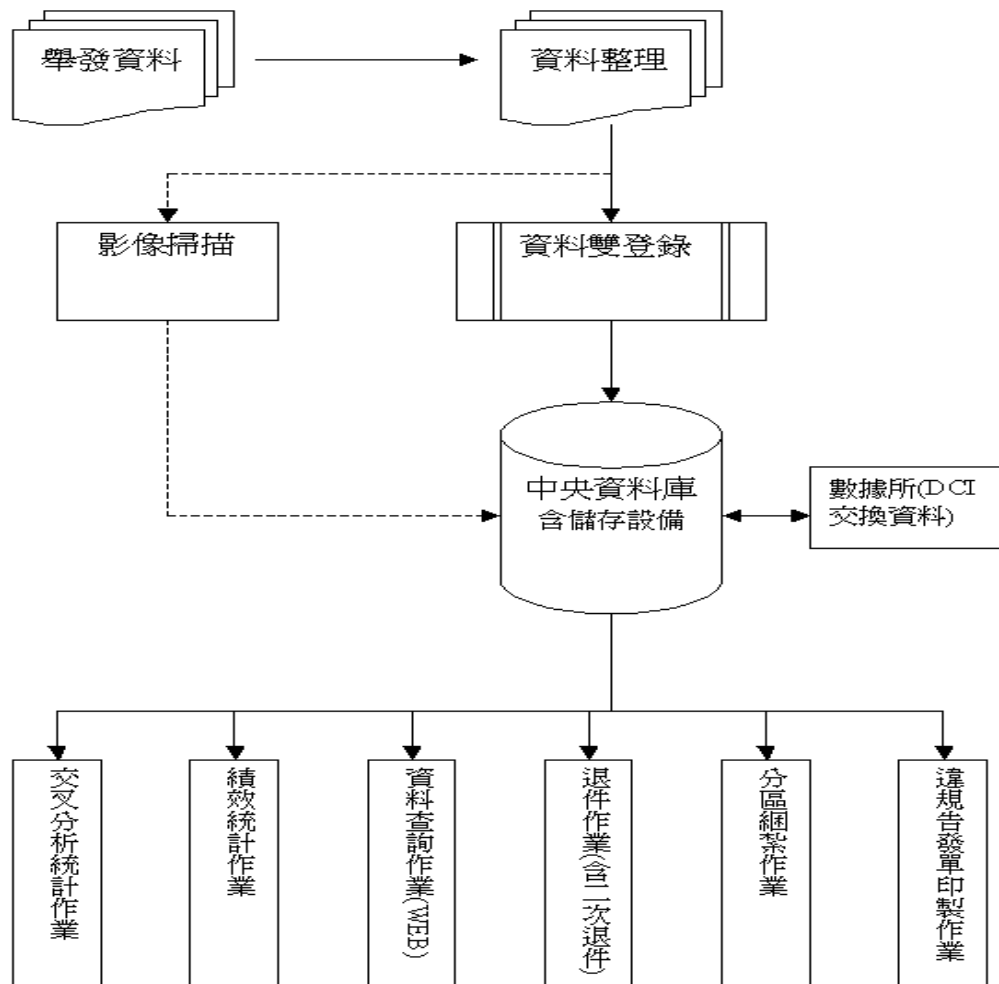 舉發資料
資料整理
影像掃描
資料雙登錄
中央資料庫
含儲存設備
數據所(DCI
交換資料)
交叉分析統計作業
績效統計作業
資料查詢作業(WEB)
退件作業(含二次退件)
分區綑紮作業
違規告發單印製作業